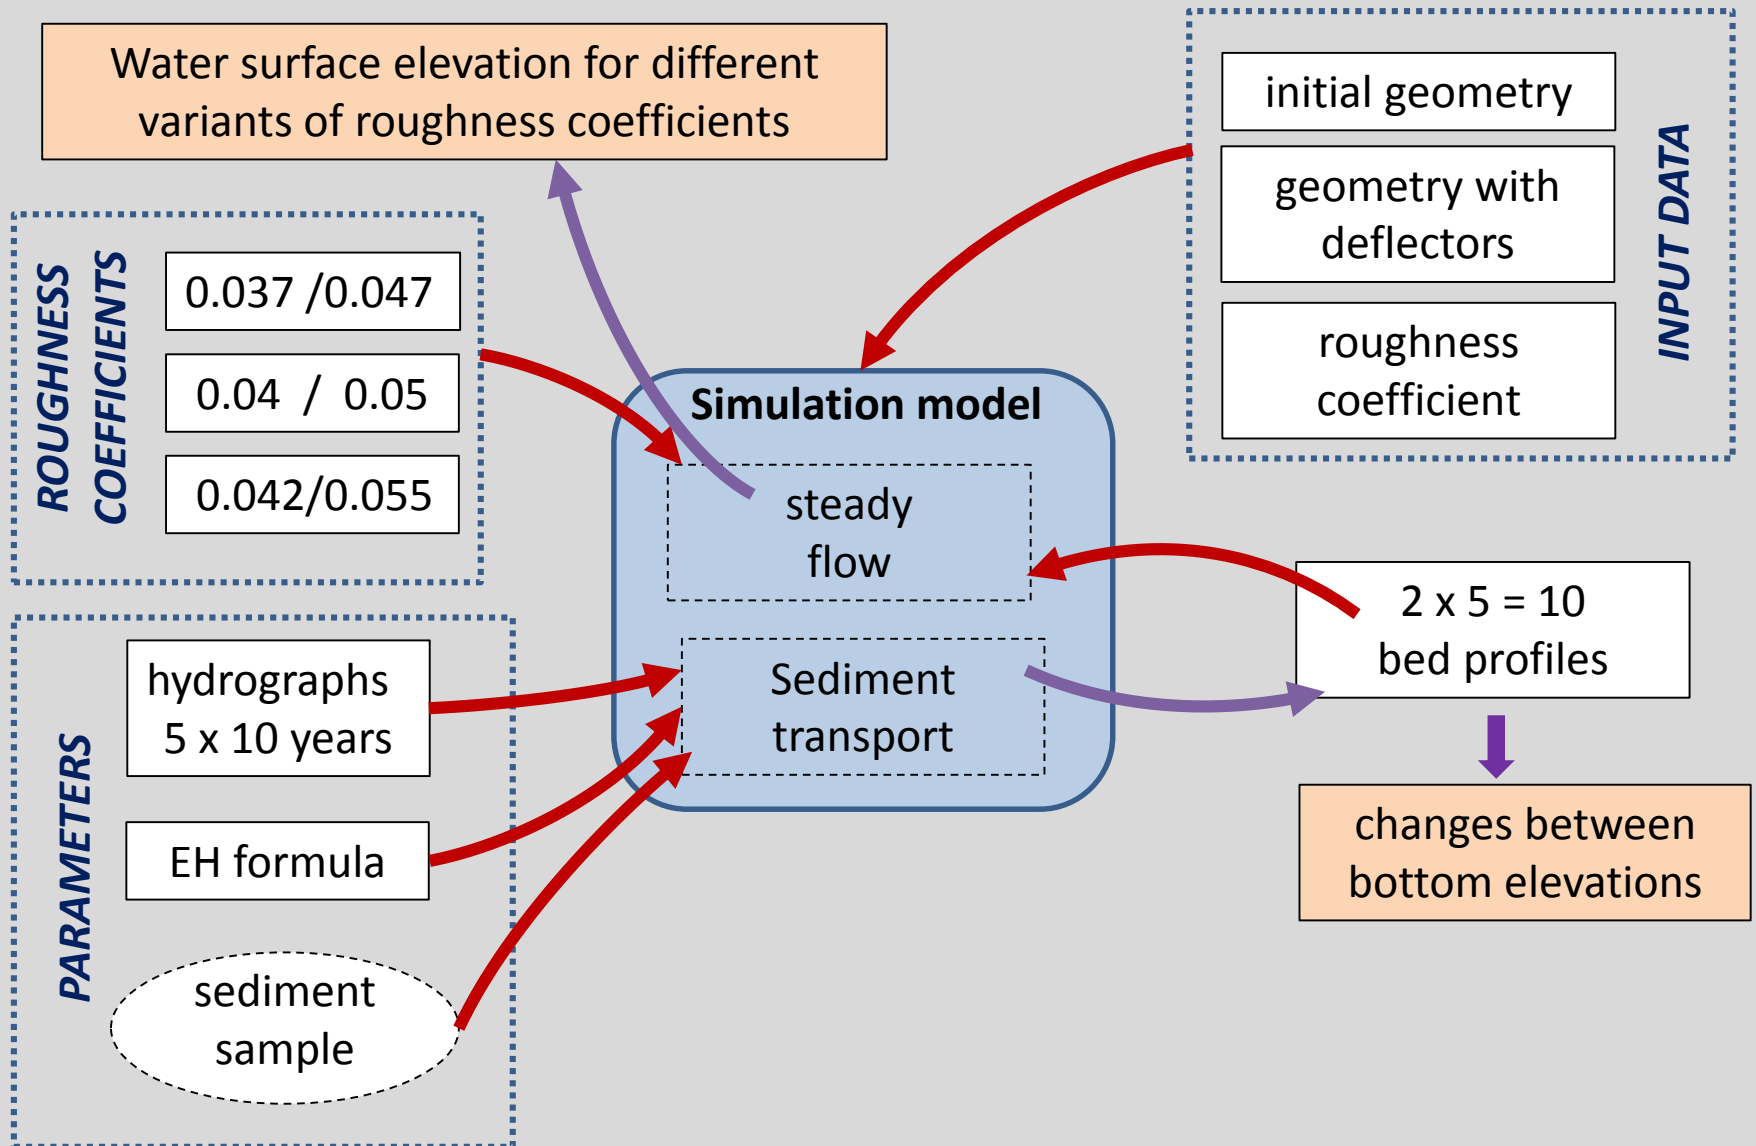 Water surface elevation for different
variants of roughness coefficients
ROUGHNESS
COEFFICIENTS
0.037 /0.047
0.04 / 0.05
0.042/0.055
PARAMETERS
hydrographs
5 x 10 years
EH formula
sediment
sample
Simulation model
steady
flow
Sediment
transport
initial geometry
geometry with
deflectors
roughness
coefficient
INPUT DATA
2 x 5 = 10
bed profiles
changes between
bottom elevations